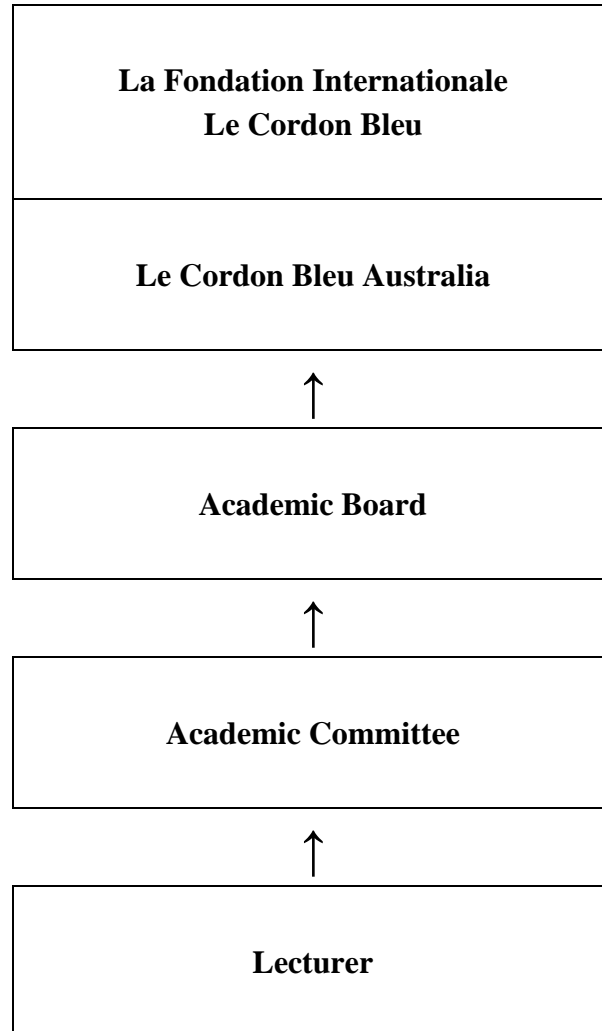 La Fondation Internationale
Le Cordon Bleu
Le Cordon Bleu Australia
Academic Board
Academic Committee
Lecturer